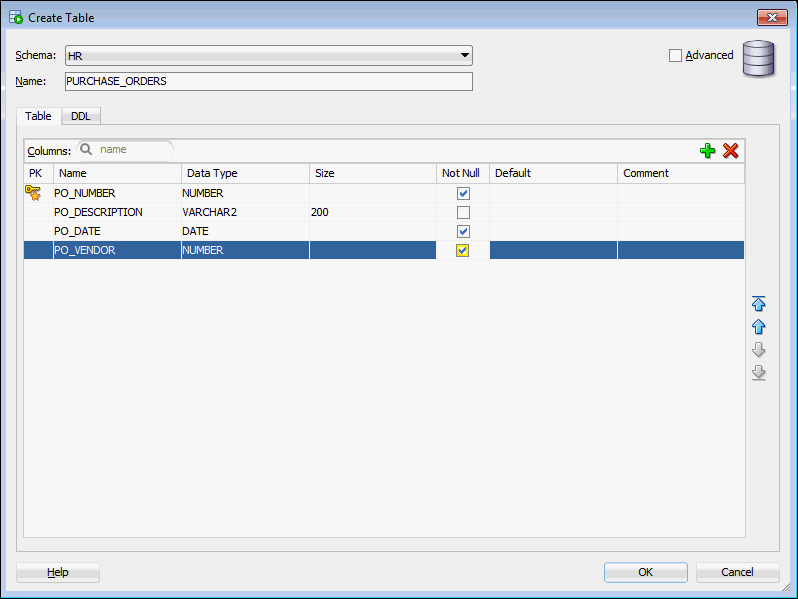 Create Table
Schema: HR Advanced
Name: PURCHASE_ORDERS
Table DDL
Columns: name
PK Name Data Type Size Not Null Default Comment
PO_NUMBER NUMBER
PO_DESCRIPTION VARCHAR2 200
PO_DATE DATE
PO_VENDOR NUMBER
Help OK Cancel